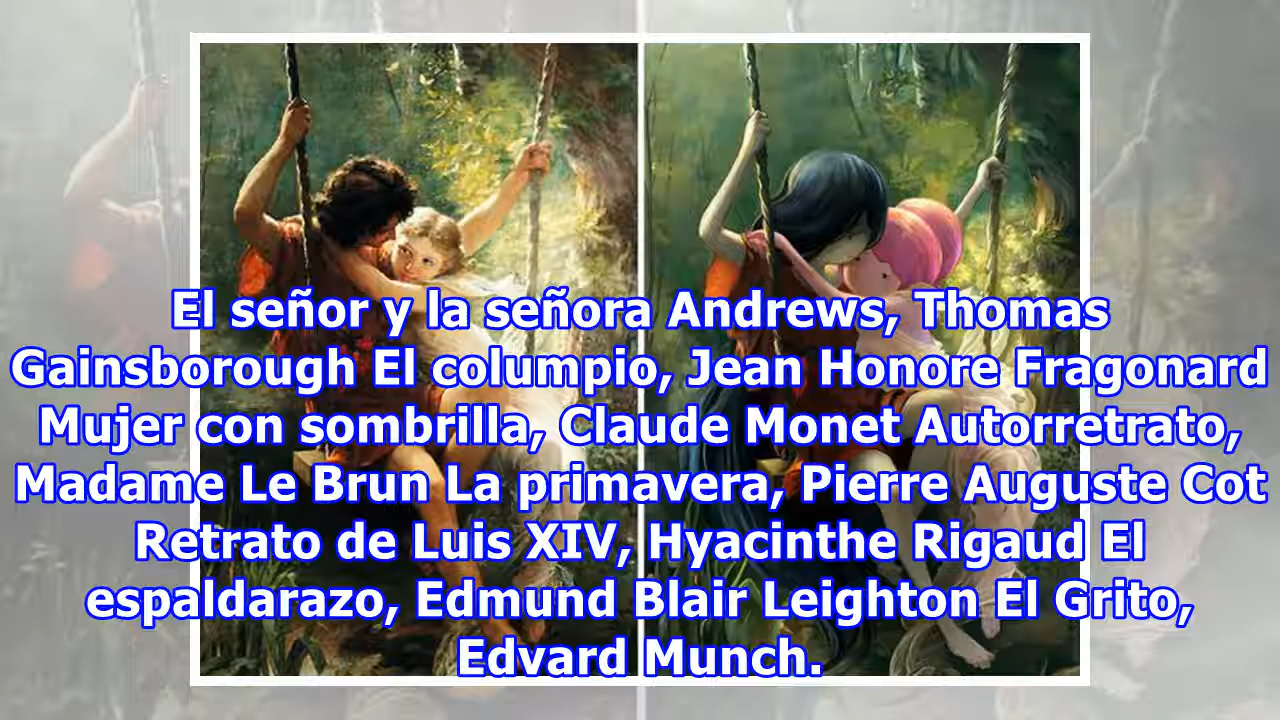 El señor y la señora Andrews, Thomas
Gainsborough El columpio, Jean Honore Fragonard
Mujer con sombrilla, Claude Monet Autorretrato,
Madame Le Brun La primavera, Pierre Auguste Cot
Retrato de Luis XIV, Hyacinthe Rigaud El
espaldarazo, Edmund Blair Leighton El Grito,
Edvard Munch.